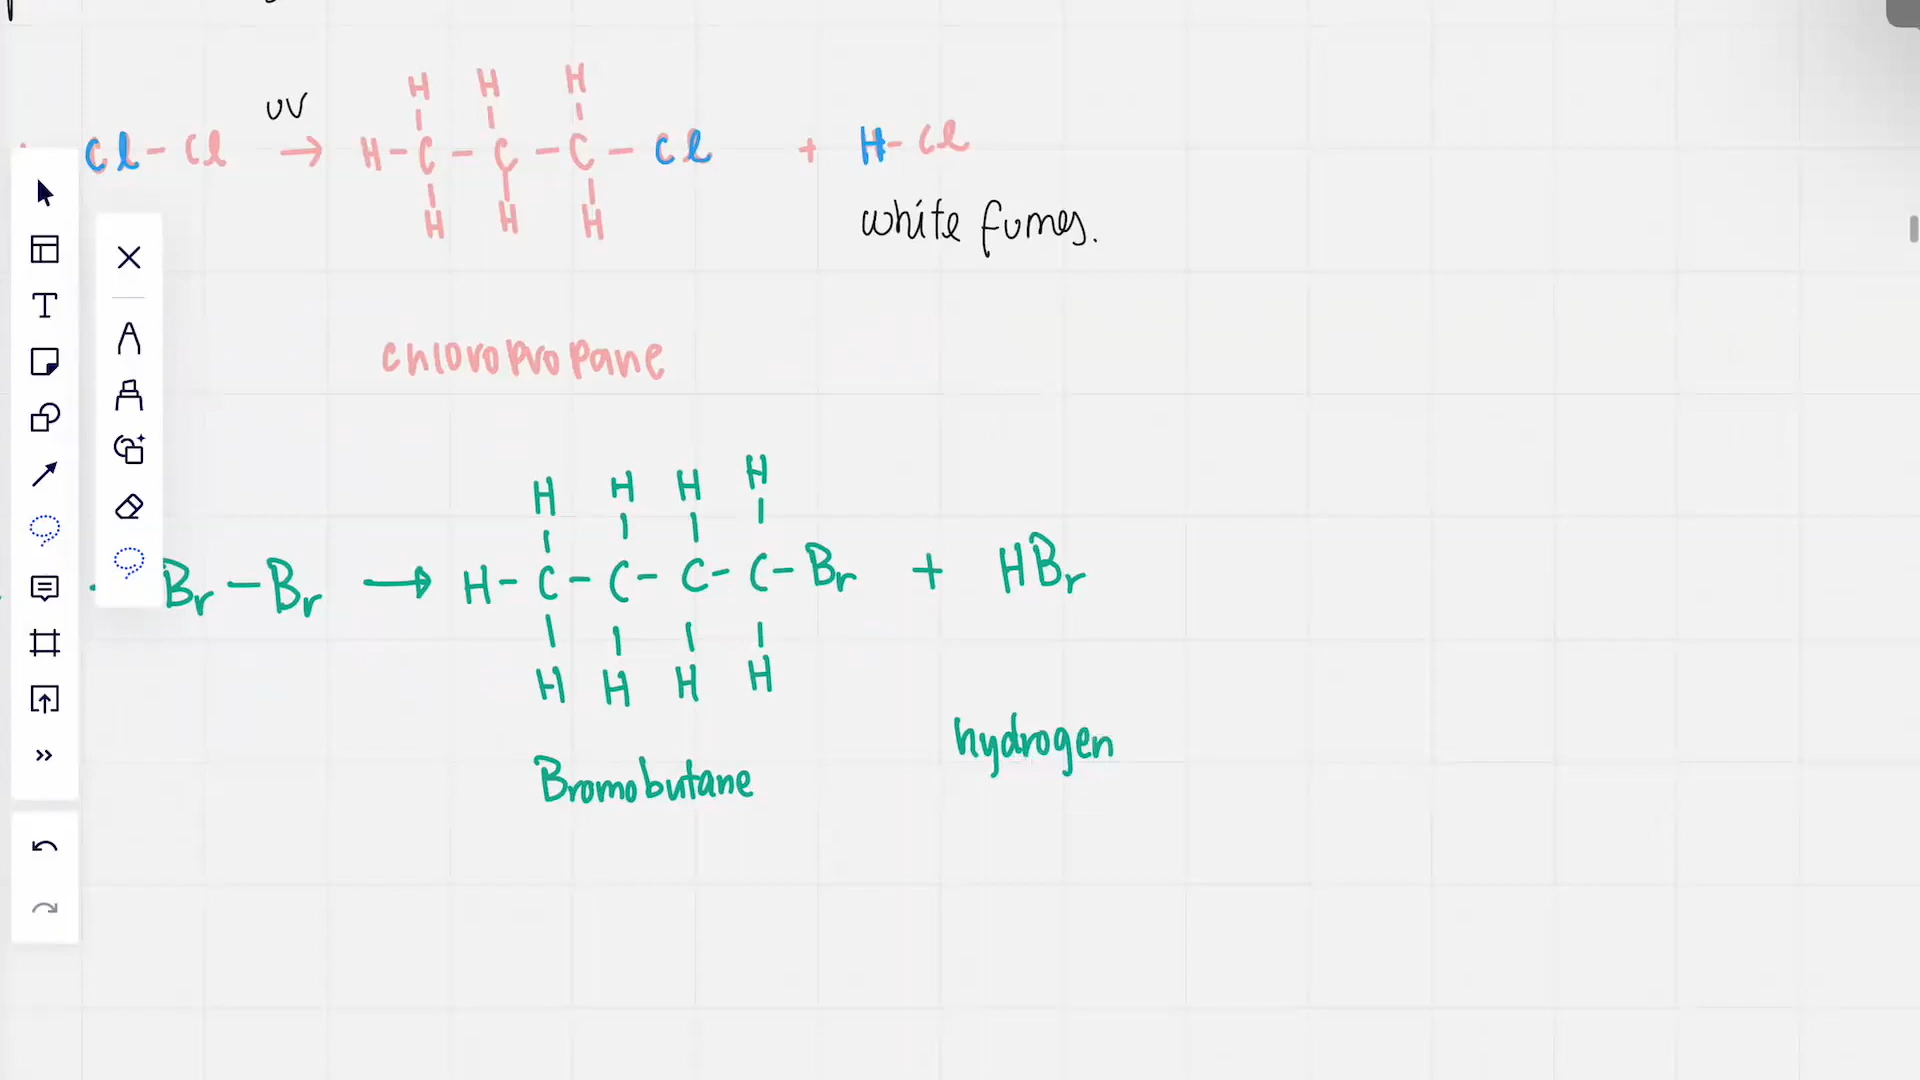 UV
H H H
Cl - Cl → H - C - C - C - Cl + H - Cl
H H H
white fumes.
chloropropane
H H H H
Br - Br → H - C - C - C - C - Br + HBr
H H H H
hydrogen
Bromobutane